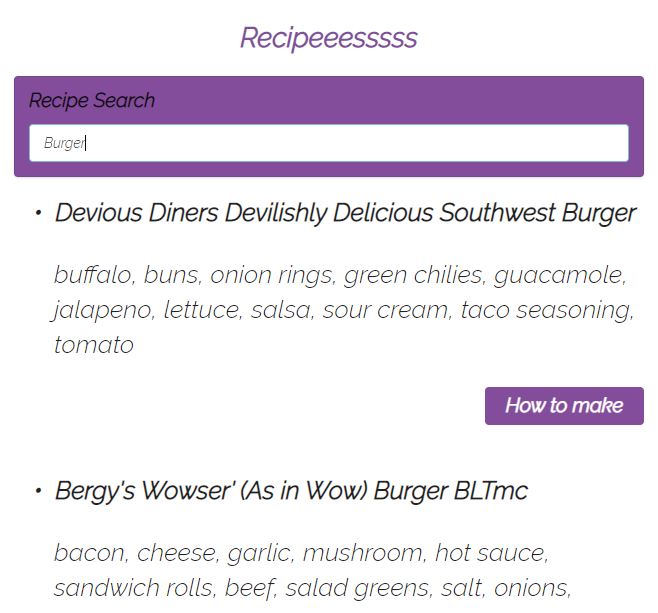 Recipeeesssss
Recipe Search
Burger
• Devious Diners Devilishly Delicious Southwest Burger
buffalo, buns, onion rings, green chilies, guacamole,
jalapeno, lettuce, salsa, sour cream, taco seasoning,
tomato
How to make
• Bergy's Wowser' (As in Wow) Burger BLTmc
bacon, cheese, garlic, mushroom, hot sauce,
sandwich rolls, beef, salad greens, salt, onions,